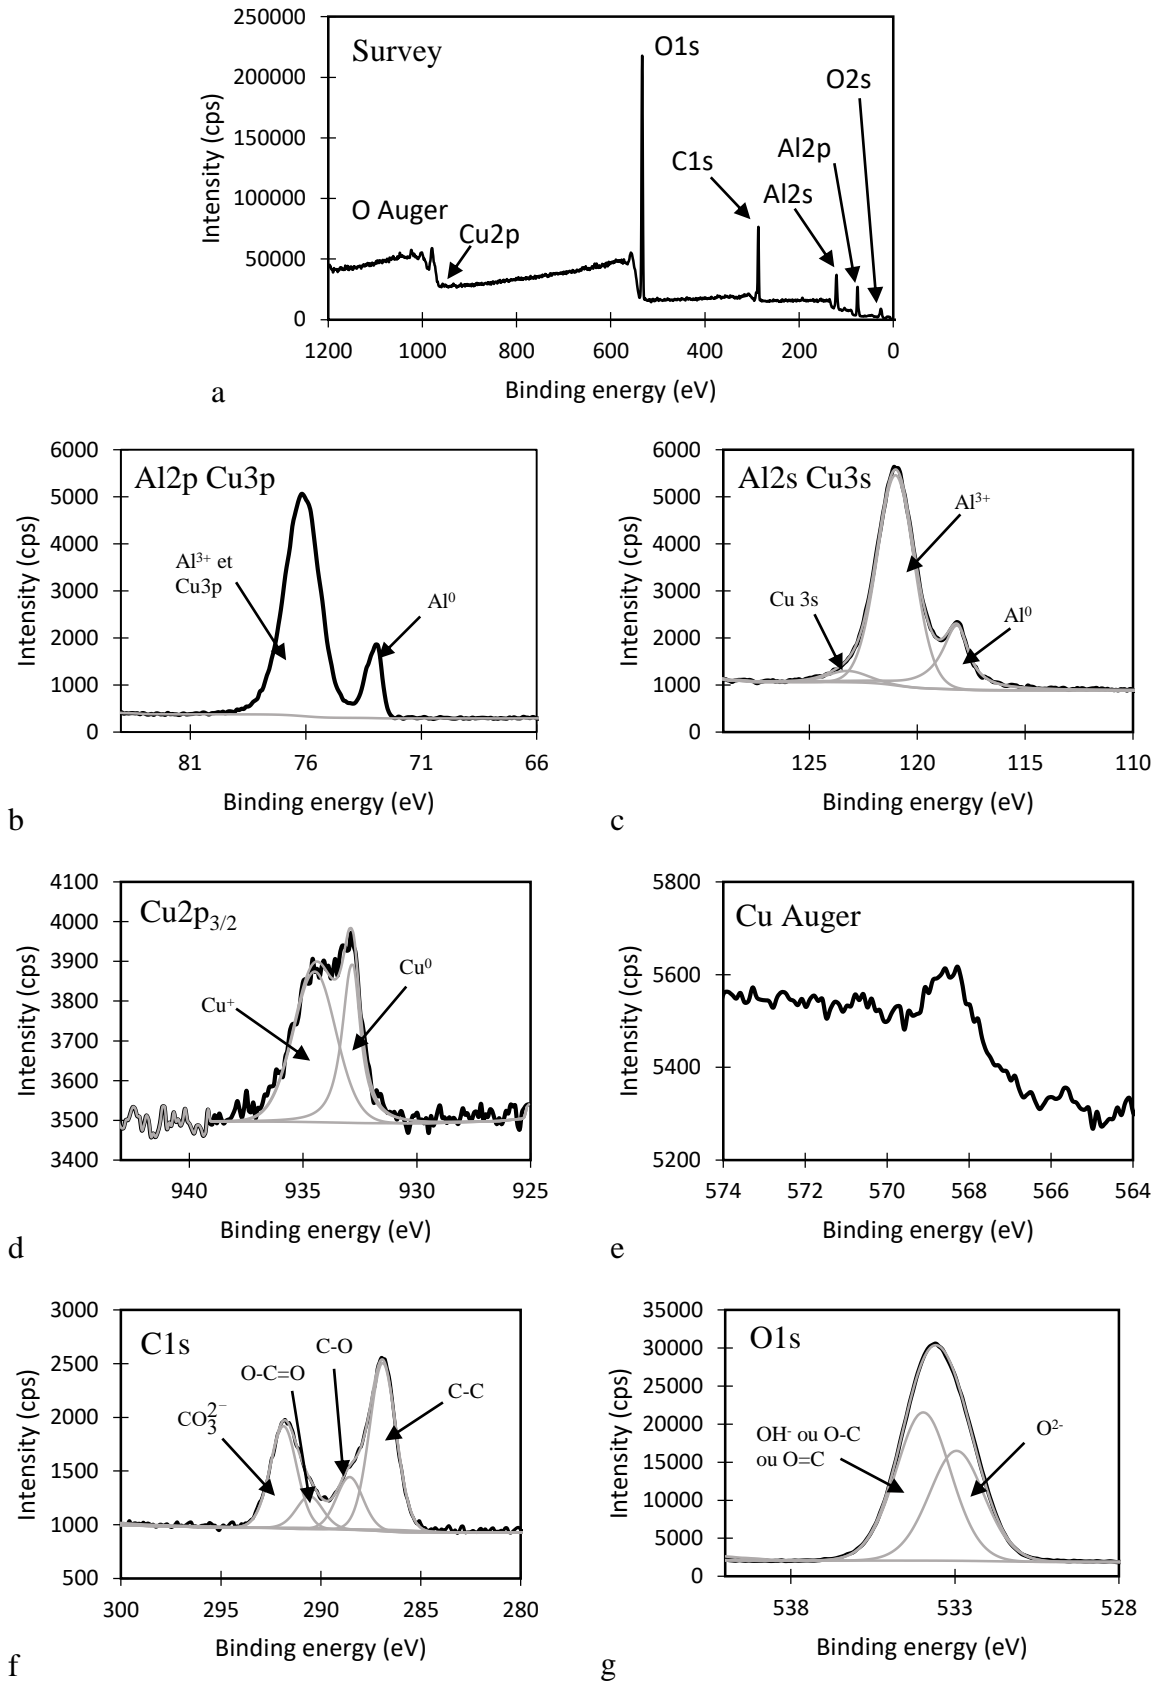 250000
200000
150000
100000
50000
0
Intensity (cps)
Survey
O1s
O2s
C1s
Al2p
Al2s
O Auger
Cu2p
1200 1000 800 600 400 200 0
Binding energy (eV)
a
6000
5000
4000
3000
2000
1000
0
Intensity (cps)
Al2p Cu3p
Al³⁺ et
Cu3p
Al⁰
81 76 71 66
Binding energy (eV)
b
6000
5000
4000
3000
2000
1000
0
Intensity (cps)
Al2s Cu3s
Al³⁺
Cu 3s
Al⁰
125 120 115 110
Binding energy (eV)
c
4100
4000
3900
3800
3700
3600
3500
3400
Intensity (cps)
Cu2p₃/₂
Cu⁰
Cu⁺
940 935 930 925
Binding energy (eV)
d
5800
5600
5400
5200
Intensity (cps)
Cu Auger
574 572 570 568 566 564
Binding energy (eV)
e
3000
2500
2000
1500
1000
500
Intensity (cps)
C1s
C-O
O-C=O
CO₃²⁻
C-C
300 295 290 285 280
Binding energy (eV)
f
35000
30000
25000
20000
15000
10000
5000
0
Intensity (cps)
O1s
OH⁻ ou O-C
ou O=C
O²⁻
538 533 528
Binding energy (eV)
g